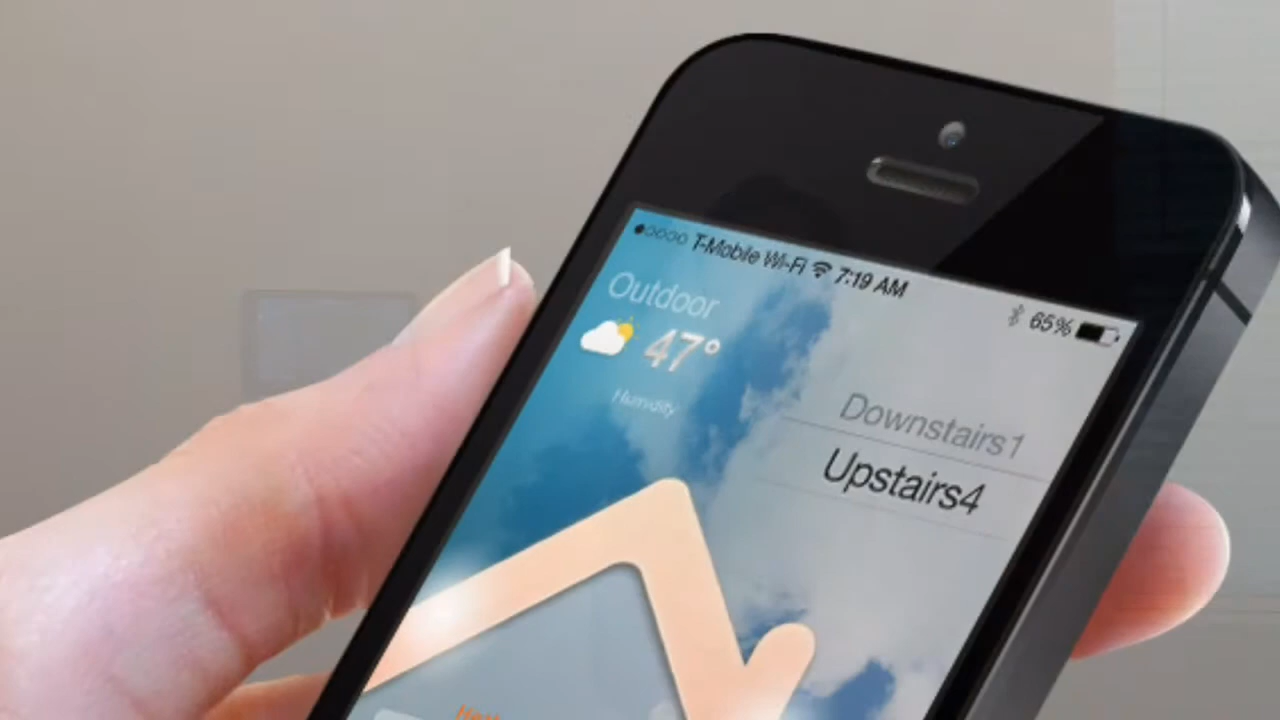 T-Mobile Wi-Fi 7:19 AM 65%
Outdoor
47°
Humidity
Downstairs1
Upstairs4